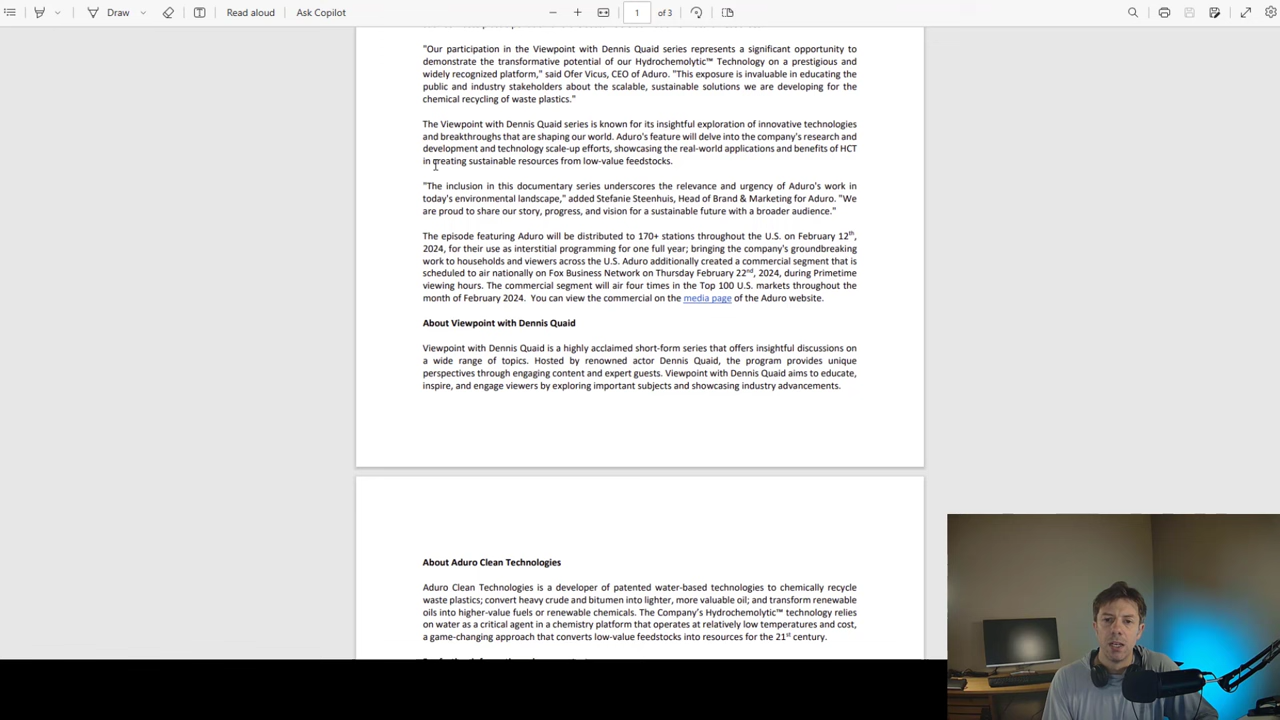 Draw
Read aloud
Ask Copilot
1
of 3
"Our participation in the Viewpoint with Dennis Quaid series represents a significant opportunity to
demonstrate the transformative potential of our Hydrochemolytic™ Technology on a prestigious and
widely recognized platform," said Ofer Vicus, CEO of Aduro. "This exposure is invaluable in educating the
public and industry stakeholders about the scalable, sustainable solutions we are developing for the
chemical recycling of waste plastics."
The Viewpoint with Dennis Quaid series is known for its insightful exploration of innovative technologies
and breakthroughs that are shaping our world. Aduro's feature will delve into the company's research and
development and technology scale-up efforts, showcasing the real-world applications and benefits of HCT
in creating sustainable resources from low-value feedstocks.
"The inclusion in this documentary series underscores the relevance and urgency of Aduro's work in
today's environmental landscape," added Stefanie Steenhuis, Head of Brand & Marketing for Aduro. "We
are proud to share our story, progress, and vision for a sustainable future with a broader audience."
The episode featuring Aduro will be distributed to 170+ stations throughout the U.S. on February 12th,
2024, for their use as interstitial programming for one full year; bringing the company's groundbreaking
work to households and viewers across the U.S. Aduro additionally created a commercial segment that is
scheduled to air nationally on Fox Business Network on Thursday February 22nd, 2024, during Primetime
viewing hours. The commercial segment will air four times in the Top 100 U.S. markets throughout the
month of February 2024. You can view the commercial on the media page of the Aduro website.
About Viewpoint with Dennis Quaid
Viewpoint with Dennis Quaid is a highly acclaimed short-form series that offers insightful discussions on
a wide range of topics. Hosted by renowned actor Dennis Quaid, the program provides unique
perspectives through engaging content and expert guests. Viewpoint with Dennis Quaid aims to educate,
inspire, and engage viewers by exploring important subjects and showcasing industry advancements.
About Aduro Clean Technologies
Aduro Clean Technologies is a developer of patented water-based technologies to chemically recycle
waste plastics; convert heavy crude and bitumen into lighter, more valuable oil; and transform renewable
oils into higher-value fuels or renewable chemicals. The Company's Hydrochemolytic™ technology relies
on water as a critical agent in a chemistry platform that operates at relatively low temperatures and cost,
a game-changing approach that converts low-value feedstocks into resources for the 21st century.